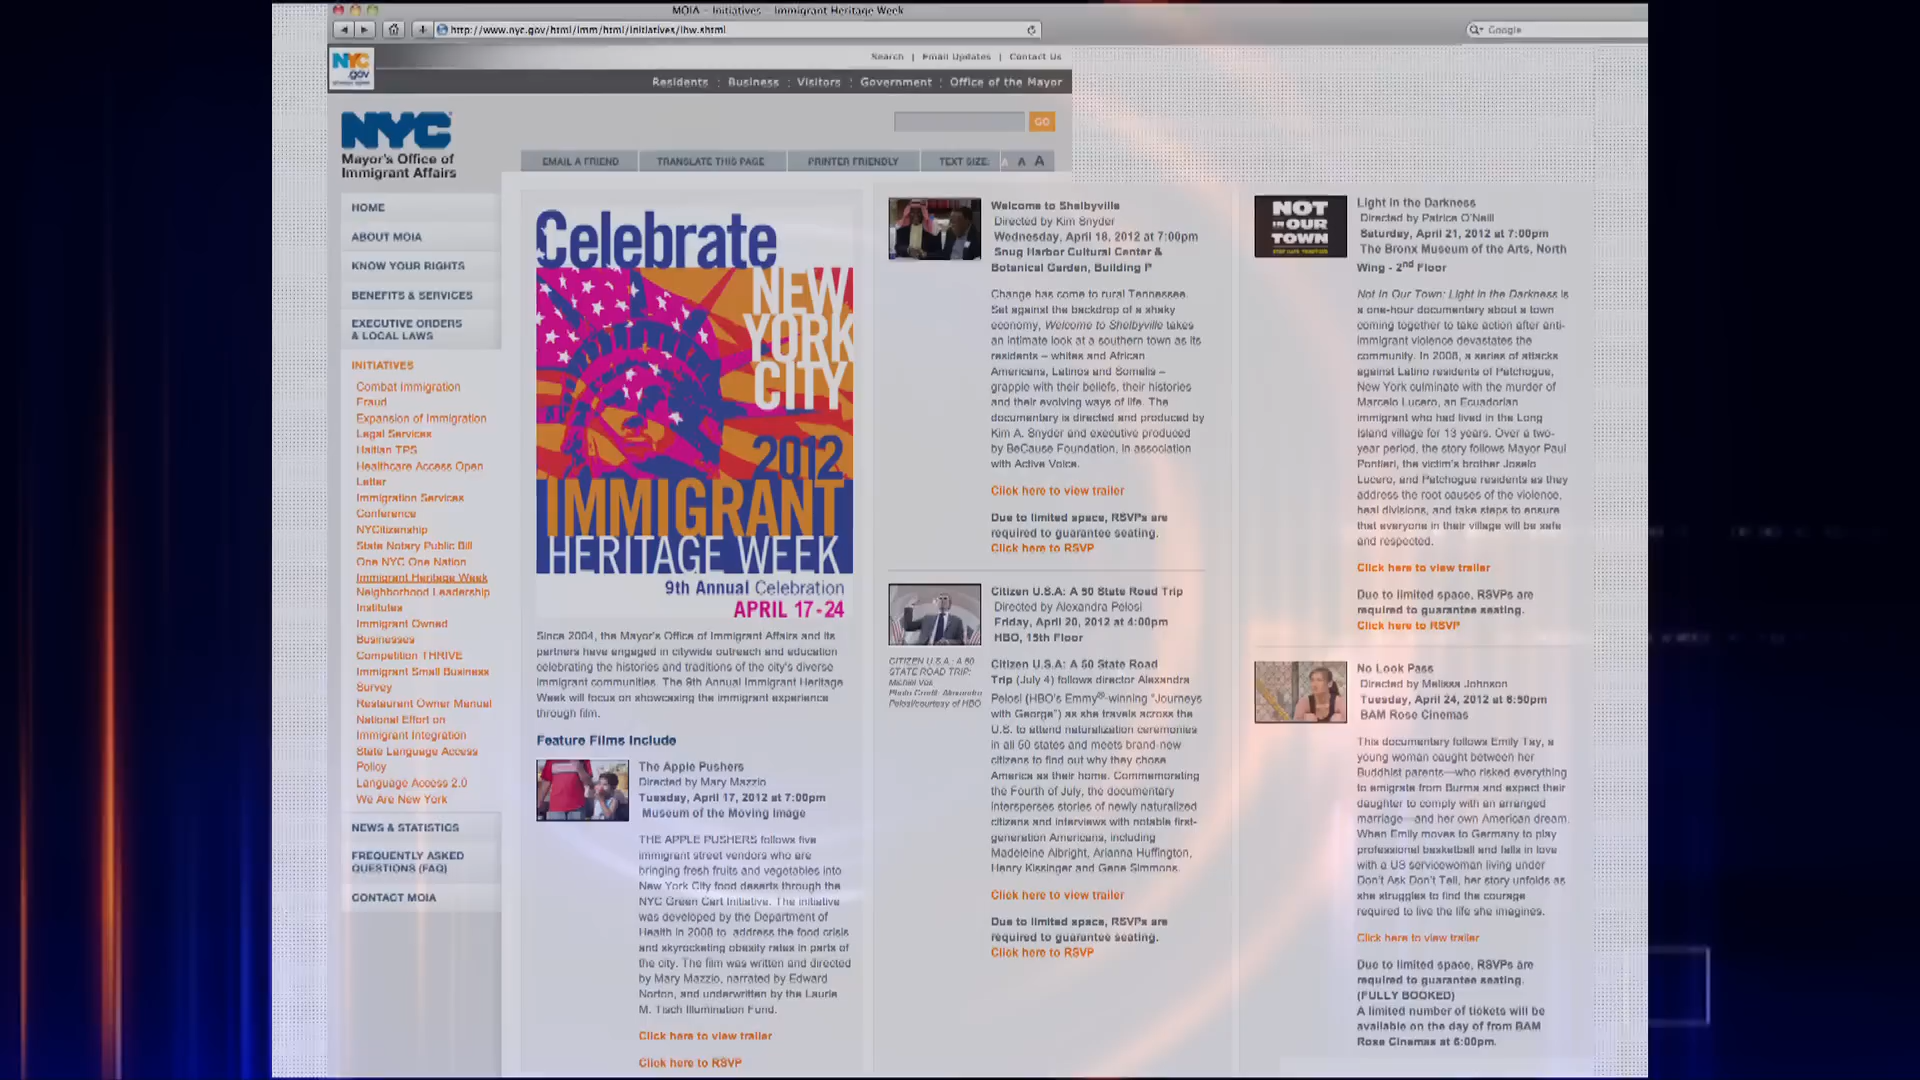 MOIA - Initiatives - Immigrant Heritage Week
http://www.nyc.gov/html/imm/html/initiatives/ihw.shtml
Google
NYC
.gov
Search | Email Updates | Contact Us
Residents : Business : Visitors : Government : Office of the Mayor
NYC
Mayor's Office of
Immigrant Affairs
GO
EMAIL A FRIEND
TRANSLATE THIS PAGE
PRINTER FRIENDLY
TEXT SIZE: A A A
HOME
ABOUT MOIA
KNOW YOUR RIGHTS
BENEFITS & SERVICES
EXECUTIVE ORDERS
& LOCAL LAWS
INITIATIVES
Combat Immigration
Fraud
Expansion of Immigration
Legal Services
Haitian TPS
Healthcare Access Open
Letter
Immigration Services
Conference
NYCitizenship
State Notary Public Bill
One NYC One Nation
Immigrant Heritage Week
Neighborhood Leadership
Institutes
Immigrant Owned
Businesses
Competition THRIVE
Immigrant Small Business
Survey
Restaurant Owner Manual
National Effort on
Immigrant Integration
State Language Access
Policy
Language Access 2.0
We Are New York
NEWS & STATISTICS
FREQUENTLY ASKED
QUESTIONS (FAQ)
CONTACT MOIA
Celebrate
NEW
YORK
CITY
2012
IMMIGRANT
HERITAGE WEEK
9th Annual Celebration
APRIL 17-24
Since 2004, the Mayor's Office of Immigrant Affairs and its
partners have engaged in citywide outreach and education
celebrating the histories and traditions of the city's diverse
immigrant communities. The 9th Annual Immigrant Heritage
Week will focus on showcasing the immigrant experience
through film.
Feature Films Include
The Apple Pushers
Directed by Mary Mazzio
Tuesday, April 17, 2012 at 7:00pm
Museum of the Moving Image
THE APPLE PUSHERS follows five
immigrant street vendors who are
bringing fresh fruits and vegetables into
New York City food deserts through the
NYC Green Cart Initiative. The initiative
was developed by the Department of
Health in 2008 to address the food crisis
and skyrocketing obesity rates in parts of
the city. The film was written and directed
by Mary Mazzio, narrated by Edward
Norton, and underwritten by the Laurie
M. Tisch Illumination Fund.
Click here to view trailer
Click here to RSVP
Welcome to Shelbyville
Directed by Kim Snyder
Wednesday, April 18, 2012 at 7:00pm
Snug Harbor Cultural Center &
Botanical Garden, Building P
Change has come to rural Tennessee.
Set against the backdrop of a shaky
economy, Welcome to Shelbyville takes
an intimate look at a southern town as its
residents – whites and African
Americans, Latinos and Somalis –
grapple with their beliefs, their histories
and their evolving ways of life. The
documentary is directed and produced by
Kim A. Snyder and executive produced
by BeCause Foundation, in association
with Active Voice.
Click here to view trailer
Due to limited space, RSVPs are
required to guarantee seating.
Click here to RSVP
CITIZEN U.S.A.: A 50
STATE ROAD TRIP:
Photo Credit: Alexandra
Pelosi/courtesy of HBO
Citizen U.S.A: A 50 State Road Trip
Directed by Alexandra Pelosi
Friday, April 20, 2012 at 4:00pm
HBO, 15th Floor
Citizen U.S.A: A 50 State Road
Trip (July 4) follows director Alexandra
Pelosi (HBO's Emmy®-winning "Journeys
with George") as she travels across the
U.S. to attend naturalization ceremonies
in all 50 states and meets brand-new
citizens to find out why they chose
America as their home. Commemorating
the Fourth of July, the documentary
intersperses stories of newly naturalized
citizens and interviews with notable first-
generation Americans, including
Madeleine Albright, Arianna Huffington,
Henry Kissinger and Gene Simmons.
Click here to view trailer
Due to limited space, RSVPs are
required to guarantee seating.
Click here to RSVP
NOT
IN OUR
TOWN
Light in the Darkness
Directed by Patrice O'Neill
Saturday, April 21, 2012 at 7:00pm
The Bronx Museum of the Arts, North
Wing - 2nd Floor
Not In Our Town: Light in the Darkness is
a one-hour documentary about a town
coming together to take action after anti-
immigrant violence devastates the
community. In 2008, a series of attacks
against Latino residents of Patchogue,
New York culminate with the murder of
Marcelo Lucero, an Ecuadorian
immigrant who had lived in the Long
Island village for 13 years. Over a two-
year period, the story follows Mayor Paul
Pontieri, the victim's brother Joselo
Lucero, and Patchogue residents as they
address the root causes of the violence,
heal divisions, and take steps to ensure
that everyone in their village will be safe
and respected.
Click here to view trailer
Due to limited space, RSVPs are
required to guarantee seating.
Click here to RSVP
No Look Pass
Directed by Melissa Johnson
Tuesday, April 24, 2012 at 6:50pm
BAM Rose Cinemas
This documentary follows Emily Tay, a
young woman caught between her
Buddhist parents—who risked everything
to emigrate from Burma and expect their
daughter to comply with an arranged
marriage—and her own American dream.
When Emily moves to Germany to play
professional basketball and falls in love
with a US servicewoman living under
Don't Ask Don't Tell, her story unfolds as
she struggles to find the courage
required to live the life she imagines.
Click here to view trailer
Due to limited space, RSVPs are
required to guarantee seating.
(FULLY BOOKED)
A limited number of tickets will be
available on the day of from BAM
Rose Cinemas at 6:00pm.